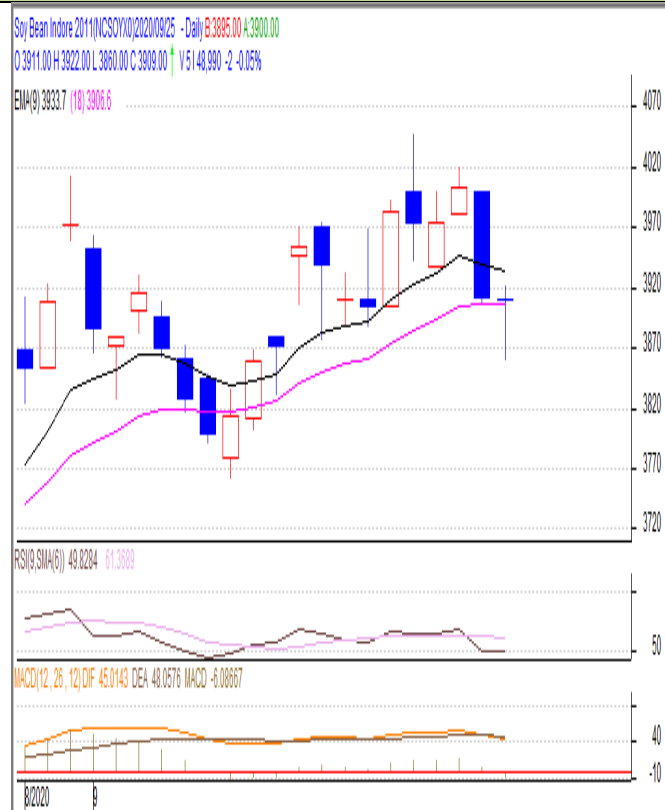 Soy Bean Indore 2011(NCSOYX0)2020/09/25 - Daily B:3895.00 A:3900.00
O 3911.00 H 3922.00 L 3860.00 C 3909.00 V 51 48,990 -2 -0.05%
EMA(9) 3933.7 (18) 3906.6
4070
4020
3970
3920
3870
3820
3770
3720
RSI(9,SMA(6)) 49.8284 61.3689
50
MACD(12 , 26 , 12) DIF 45.0143 DEA 48.0576 MACD -6.08667
40
-10
8/2020 9